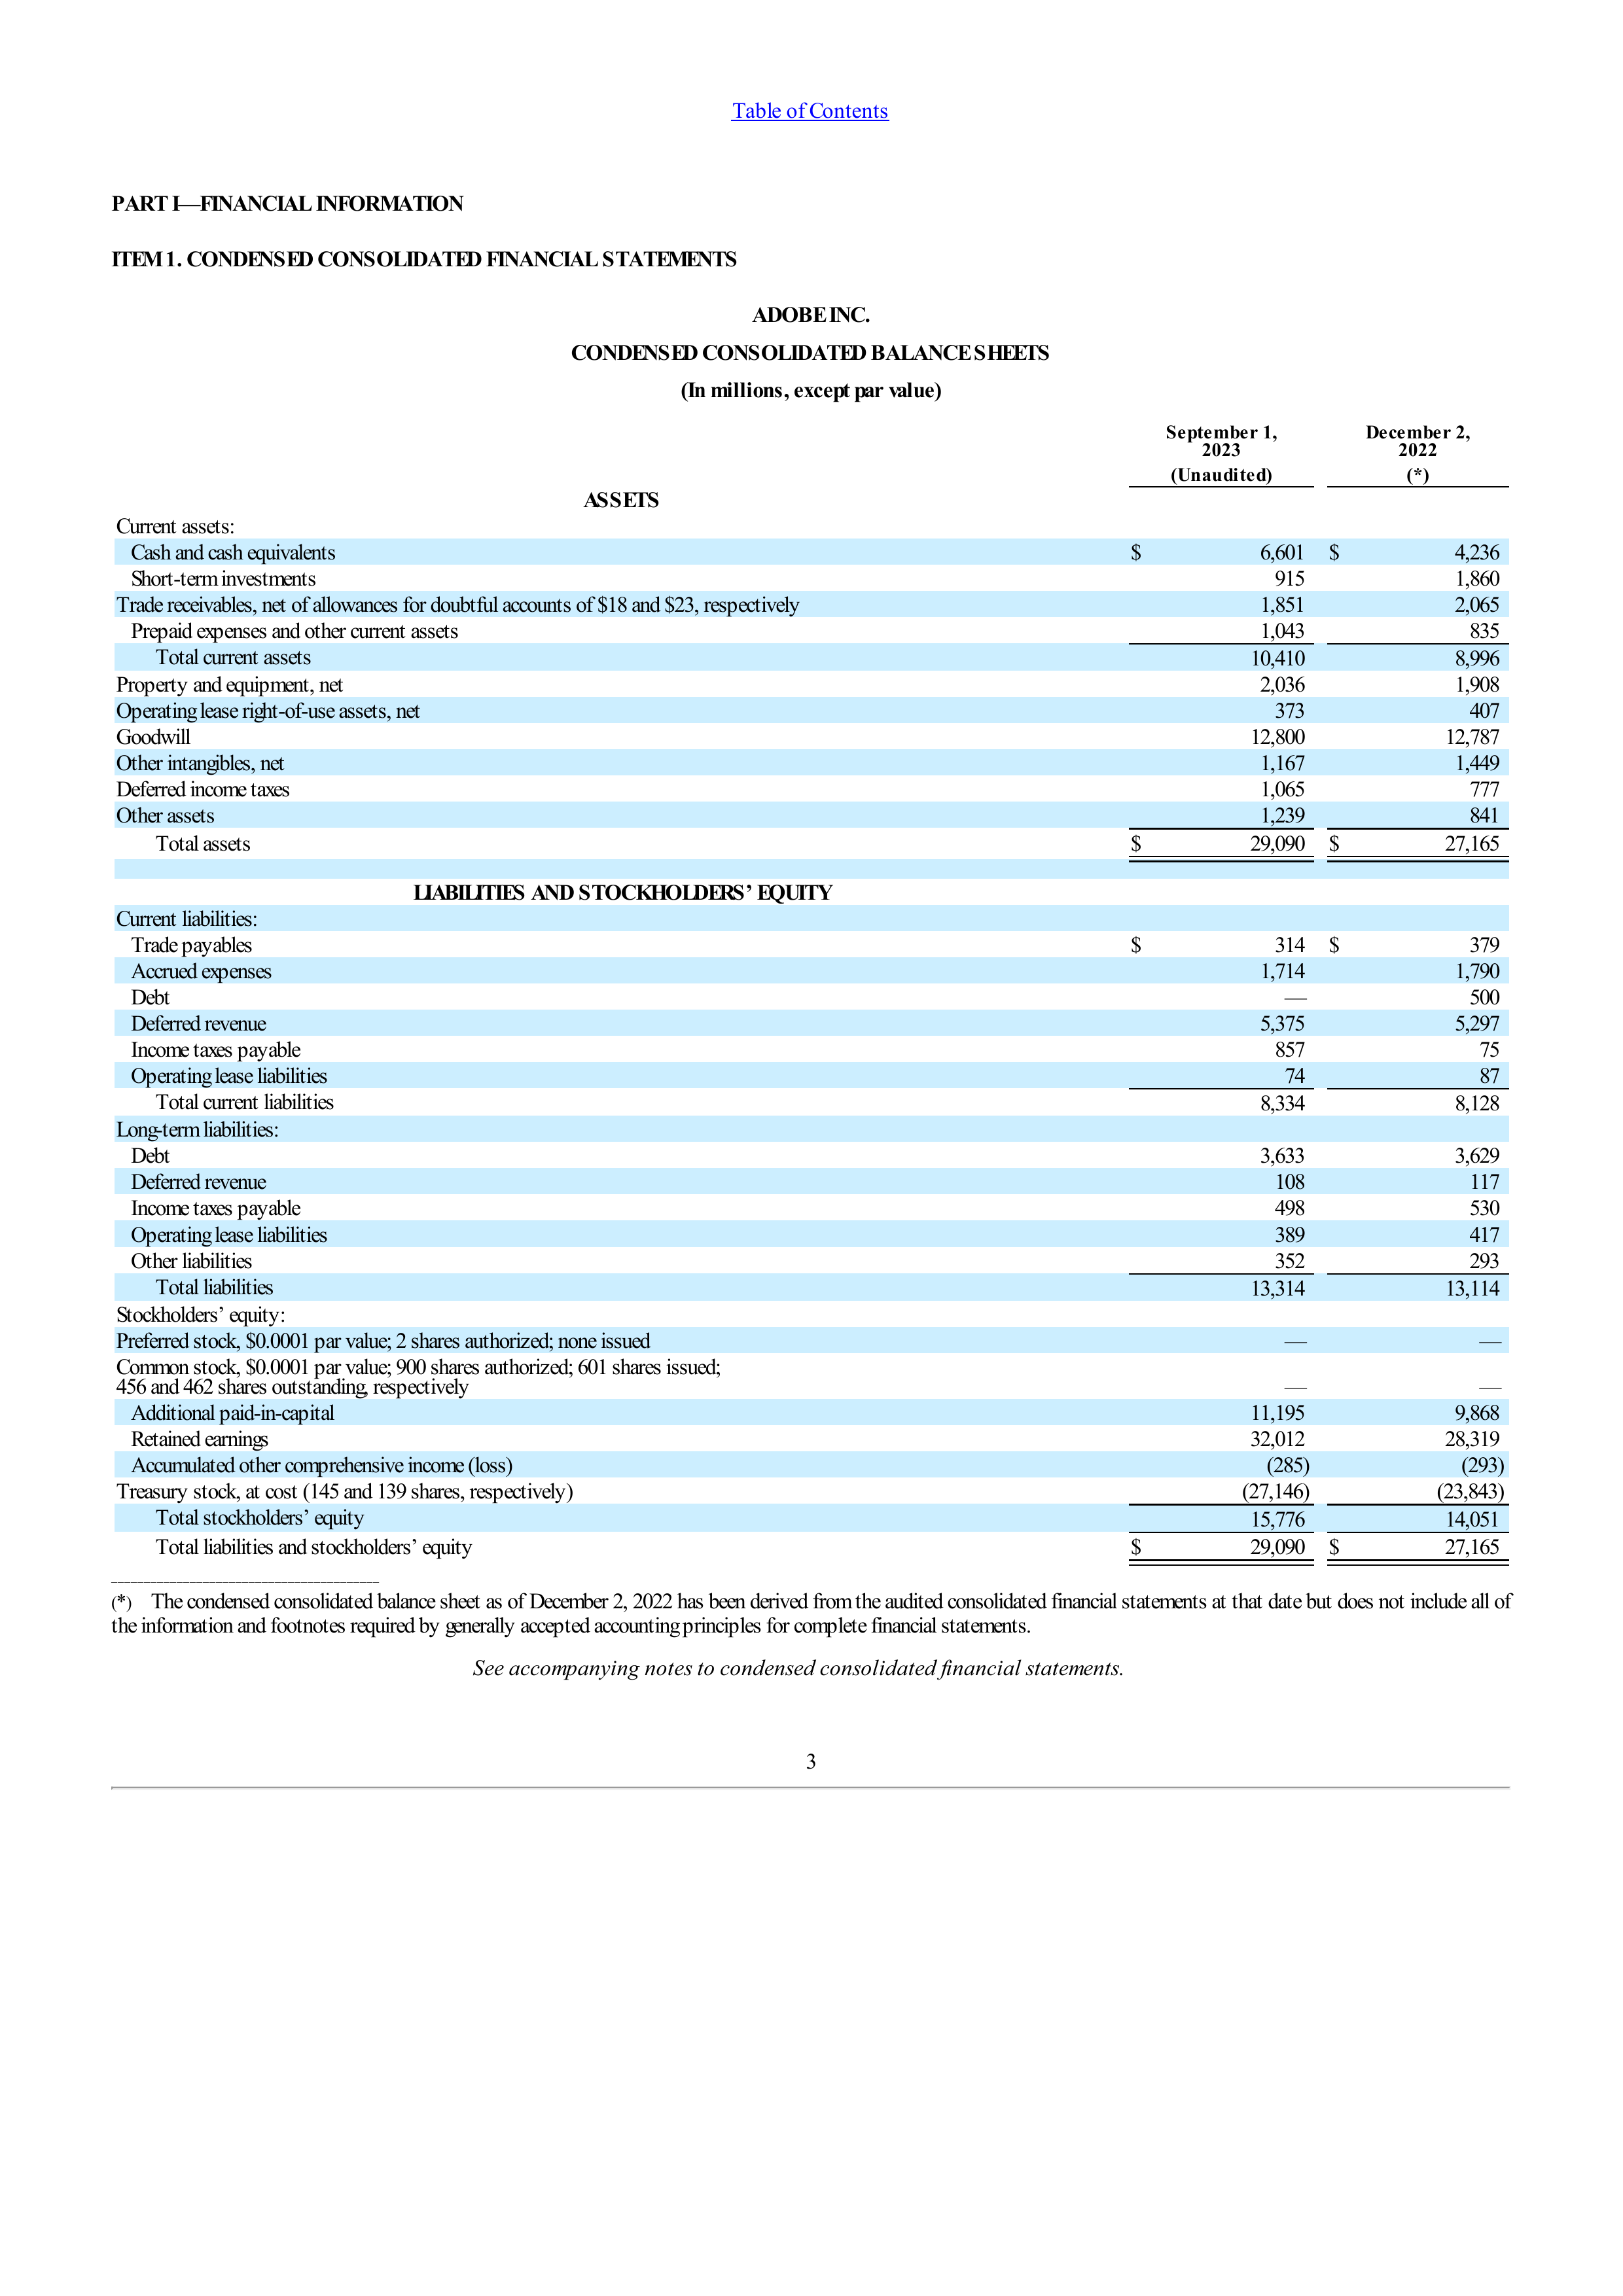 Table of Contents
PART I—FINANCIAL INFORMATION
ITEM 1. CONDENSED CONSOLIDATED FINANCIAL STATEMENTS
ADOBE INC.
CONDENSED CONSOLIDATED BALANCE SHEETS
(In millions, except par value)
September 1, December 2,
2023 2022
(Unaudited) (*)
ASSETS
Current assets:
Cash and cash equivalents $ 6,601 $ 4,236
Short-term investments 915 1,860
Trade receivables, net of allowances for doubtful accounts of $18 and $23, respectively 1,851 2,065
Prepaid expenses and other current assets 1,043 835
Total current assets 10,410 8,996
Property and equipment, net 2,036 1,908
Operating lease right-of-use assets, net 373 407
Goodwill 12,800 12,787
Other intangibles, net 1,167 1,449
Deferred income taxes 1,065 777
Other assets 1,239 841
Total assets $ 29,090 $ 27,165
LIABILITIES AND STOCKHOLDERS’ EQUITY
Current liabilities:
Trade payables $ 314 $ 379
Accrued expenses 1,714 1,790
Debt — 500
Deferred revenue 5,375 5,297
Income taxes payable 857 75
Operating lease liabilities 74 87
Total current liabilities 8,334 8,128
Long-term liabilities:
Debt 3,633 3,629
Deferred revenue 108 117
Income taxes payable 498 530
Operating lease liabilities 389 417
Other liabilities 352 293
Total liabilities 13,314 13,114
Stockholders’ equity:
Preferred stock, $0.0001 par value; 2 shares authorized; none issued — —
Common stock, $0.0001 par value; 900 shares authorized; 601 shares issued;
456 and 462 shares outstanding, respectively — —
Additional paid-in-capital 11,195 9,868
Retained earnings 32,012 28,319
Accumulated other comprehensive income (loss) (285) (293)
Treasury stock, at cost (145 and 139 shares, respectively) (27,146) (23,843)
Total stockholders’ equity 15,776 14,051
Total liabilities and stockholders’ equity $ 29,090 $ 27,165
(*) The condensed consolidated balance sheet as of December 2, 2022 has been derived from the audited consolidated financial statements at that date but does not include all of
the information and footnotes required by generally accepted accounting principles for complete financial statements.
See accompanying notes to condensed consolidated financial statements.
3